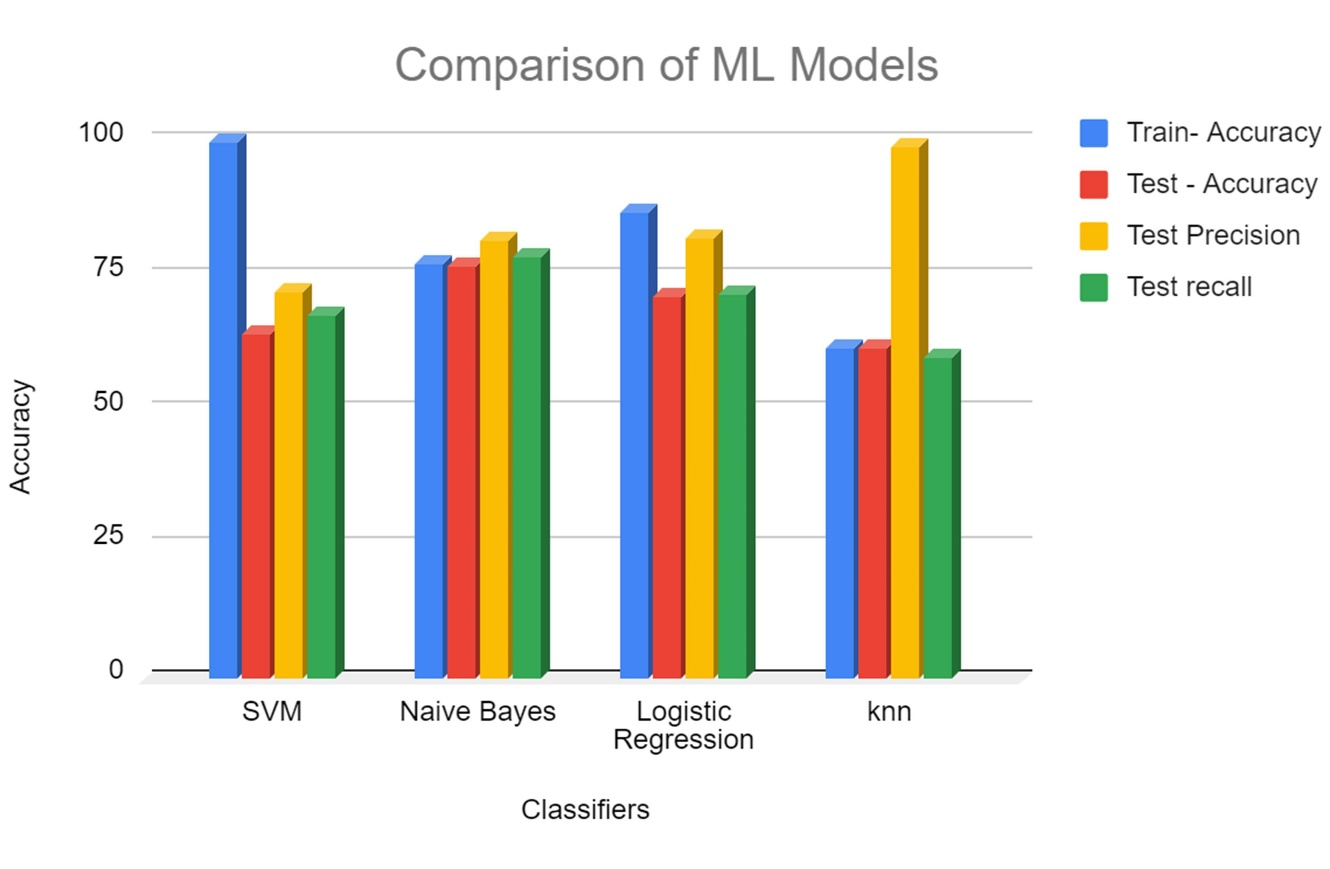 Comparison of ML Models
100
75
50
25
0
Accuracy
SVM
Naive Bayes
Logistic
Regression
knn
Classifiers
Train- Accuracy
Test - Accuracy
Test Precision
Test recall